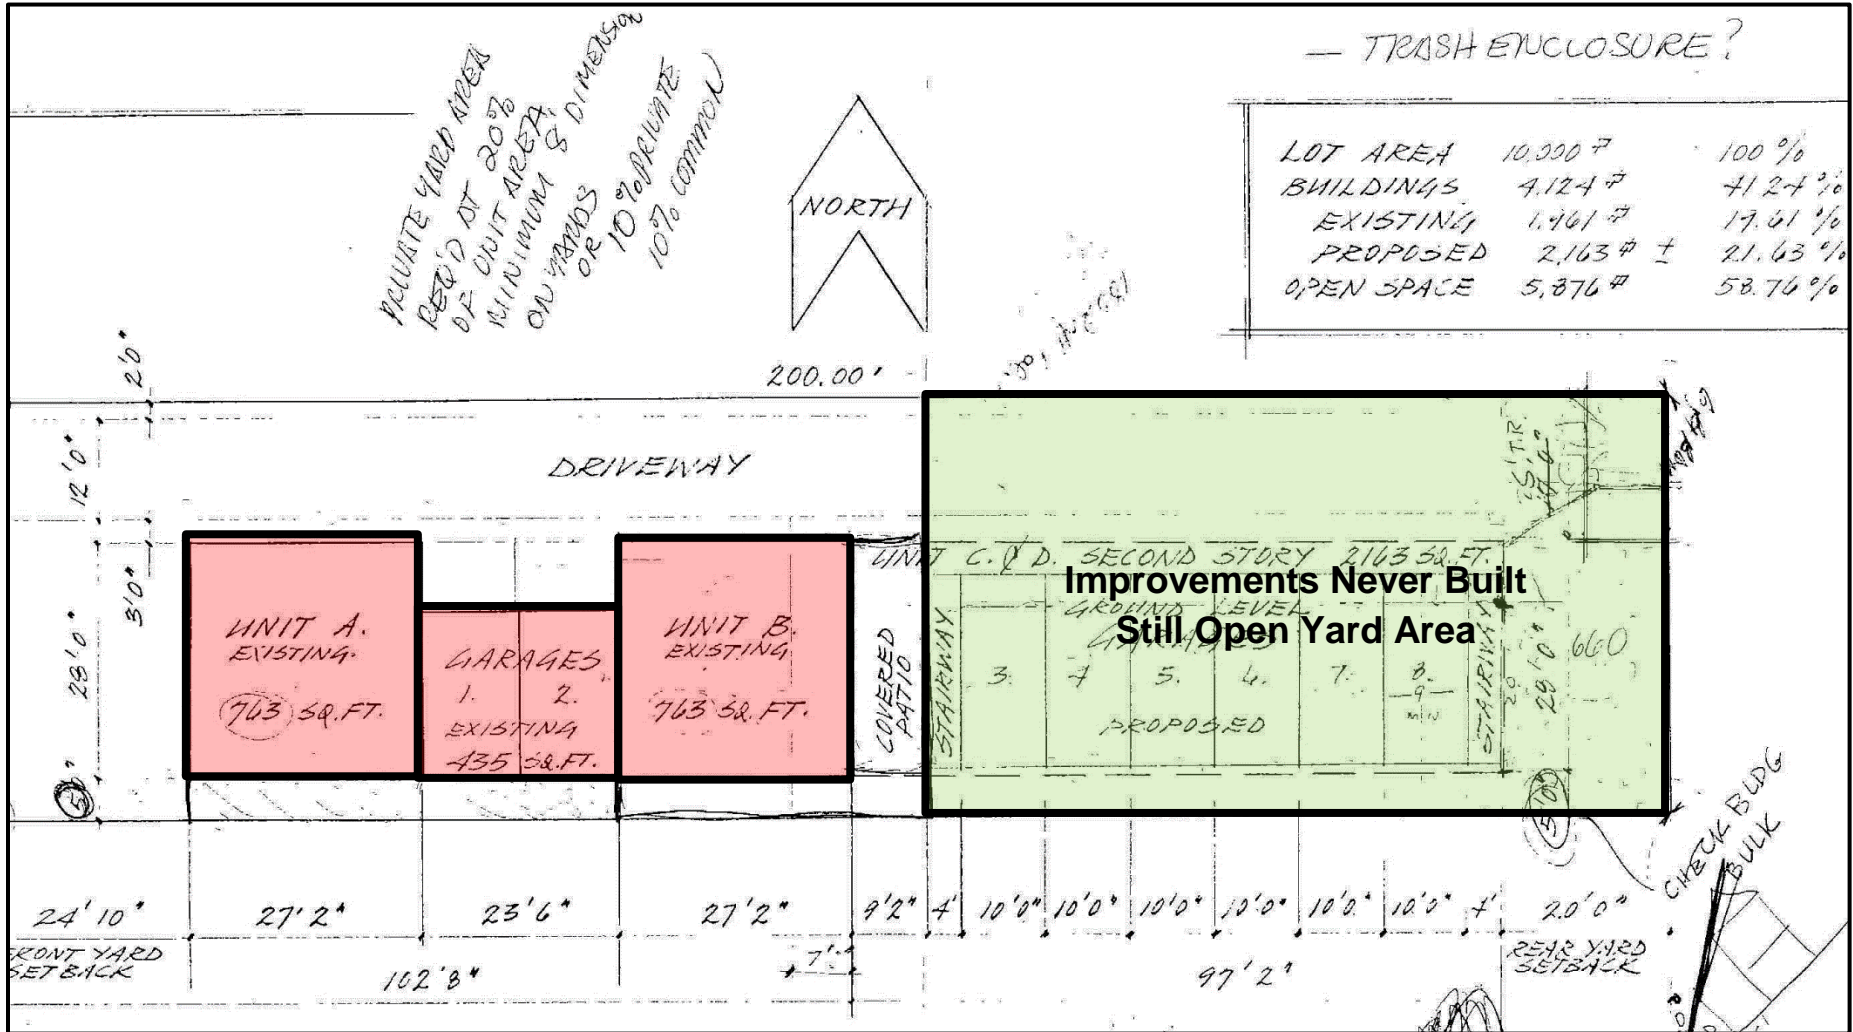 — TRASH ENCLOSURE?
PRIVATE YARD AREA
REQ'D AT 20%
OF UNIT AREA,
MINIMUM 8' DIMENSION
ON YARDS
OR 10% PRIVATE
10% COMMON
NORTH
LOT AREA 10,000 100 %
BUILDINGS 4,124 41.24 %
EXISTING 1,961 19.61 %
PROPOSED 2,163 ± 21.63 %
OPEN SPACE 5,876 58.76 %
200.00'
2'0"
12'0"
3'0"
28'0"
DRIVEWAY
UNIT A.
EXISTING.
763 SQ.FT.
GARAGES
1. 2.
EXISTING
435 SQ.FT.
UNIT B.
EXISTING
763 SQ.FT.
COVERED
PATIO
UNIT C. & D. SECOND STORY 2163 SQ.FT.
Improvements Never Built
Still Open Yard Area
GROUND LEVEL
STAIRWAY
3. 4 5. 6. 7. 8.
9
MIN
PROPOSED
STAIRWAY
20
28'0"
660
5'0"
CHECK BLDG
BULK
24'10" 27'2" 23'6" 27'2" 9'2" 4' 10'0" 10'0" 10'0" 10'0" 10'0" 10'0" 4' 20'0"
FRONT YARD
SETBACK
102'8"
97'2"
REAR YARD
SETBACK